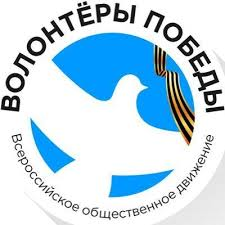 ВОЛОНТЁРЫ ПОБЕДЫ
Всероссийское общественное движение